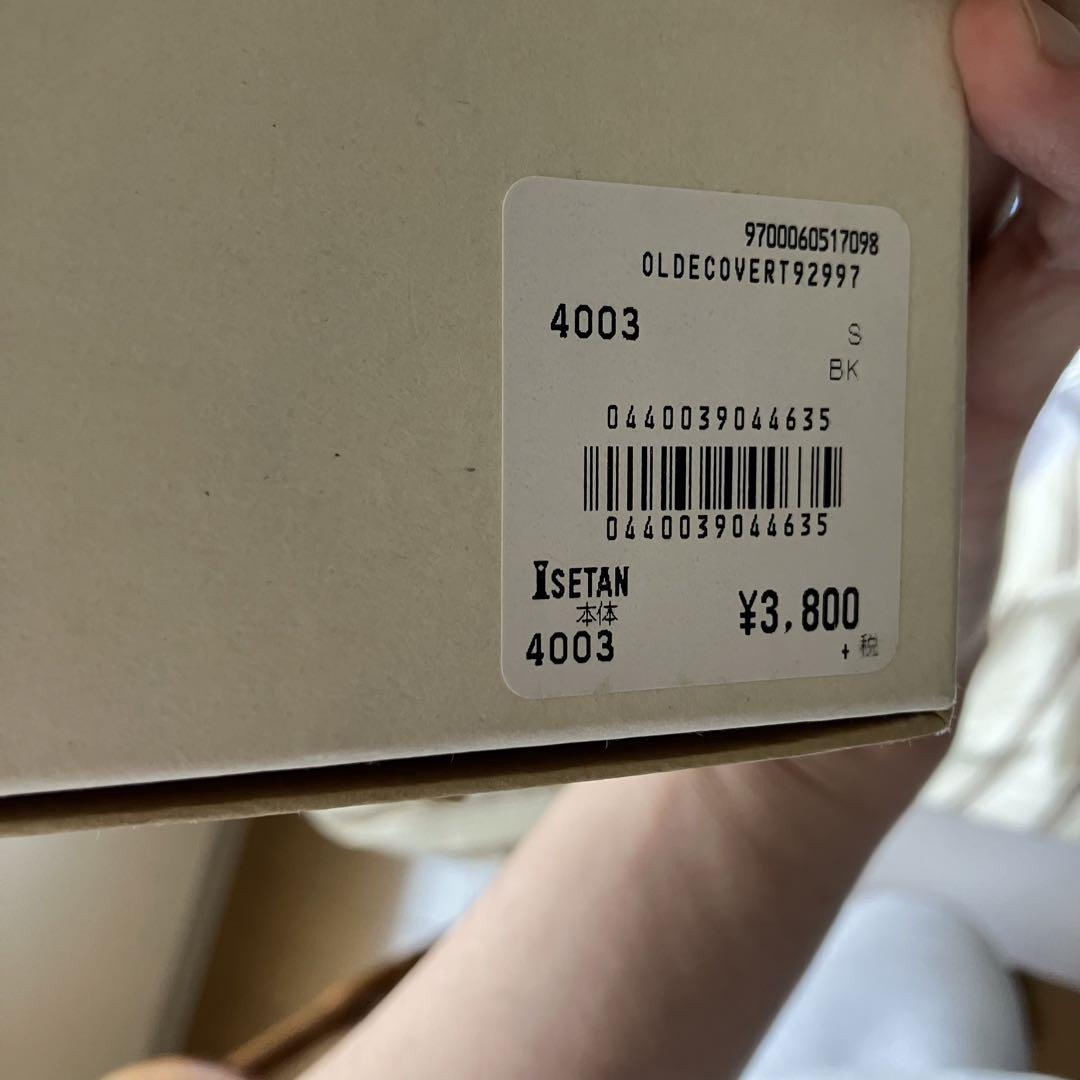 9700060517098
OLDECOVERT92997
4003 S
BK
0440039044635
0440039044635
ISETAN
本体
4003
¥3,800
+ 税